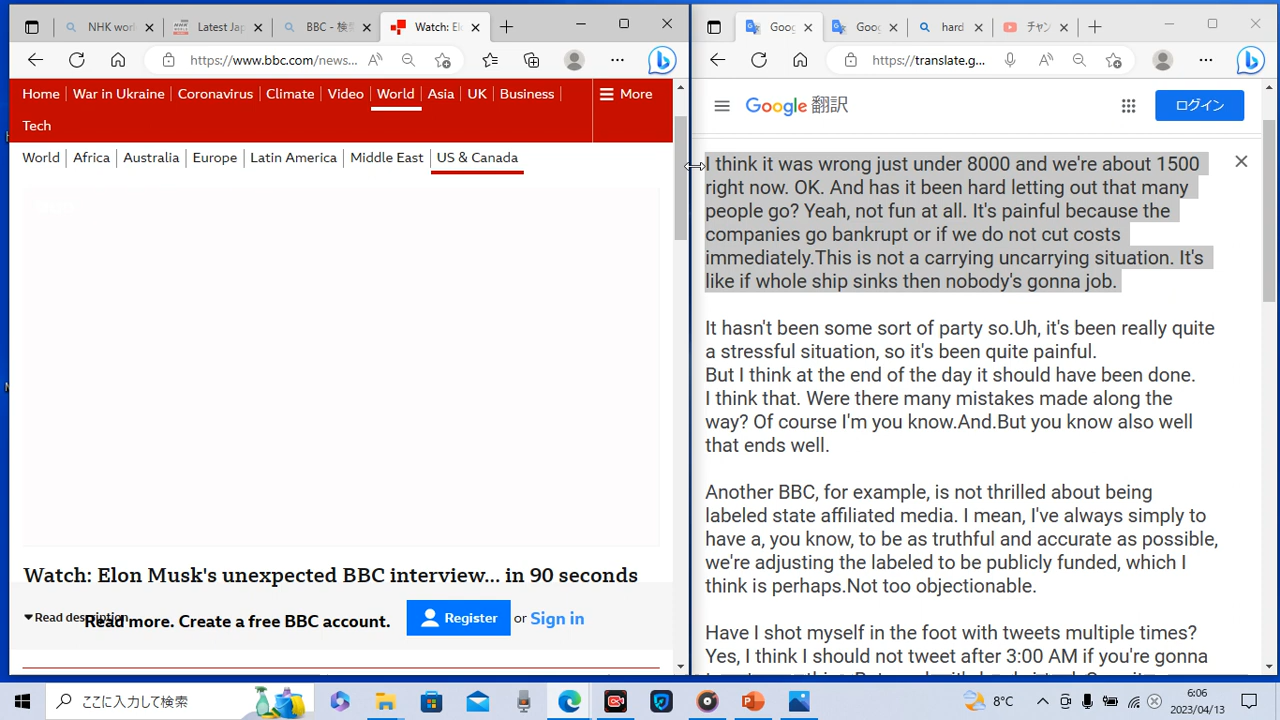 NHK wor
Latest Jap
BBC - 検索
Watch: El
https://www.bbc.com/news...
Home
War in Ukraine
Coronavirus
Climate
Video
World
Asia
UK
Business
More
Tech
World
Africa
Australia
Europe
Latin America
Middle East
US & Canada
Watch: Elon Musk's unexpected BBC interview... in 90 seconds
Read description
Read more. Create a free BBC account.
Register
or Sign in
Goog
Goog
hard
チャン
https://translate.g...
Google 翻訳
ログイン
I think it was wrong just under 8000 and we're about 1500
right now. OK. And has it been hard letting out that many
people go? Yeah, not fun at all. It's painful because the
companies go bankrupt or if we do not cut costs
immediately.This is not a carrying uncarrying situation. It's
like if whole ship sinks then nobody's gonna job.
It hasn't been some sort of party so.Uh, it's been really quite
a stressful situation, so it's been quite painful.
But I think at the end of the day it should have been done.
I think that. Were there many mistakes made along the
way? Of course I'm you know.And.But you know also well
that ends well.
Another BBC, for example, is not thrilled about being
labeled state affiliated media. I mean, I've always simply to
have a, you know, to be as truthful and accurate as possible,
we're adjusting the labeled to be publicly funded, which I
think is perhaps.Not too objectionable.
Have I shot myself in the foot with tweets multiple times?
Yes, I think I should not tweet after 3:00 AM if you're gonna
ここに入力して検索
8°C
6:06
2023/04/13